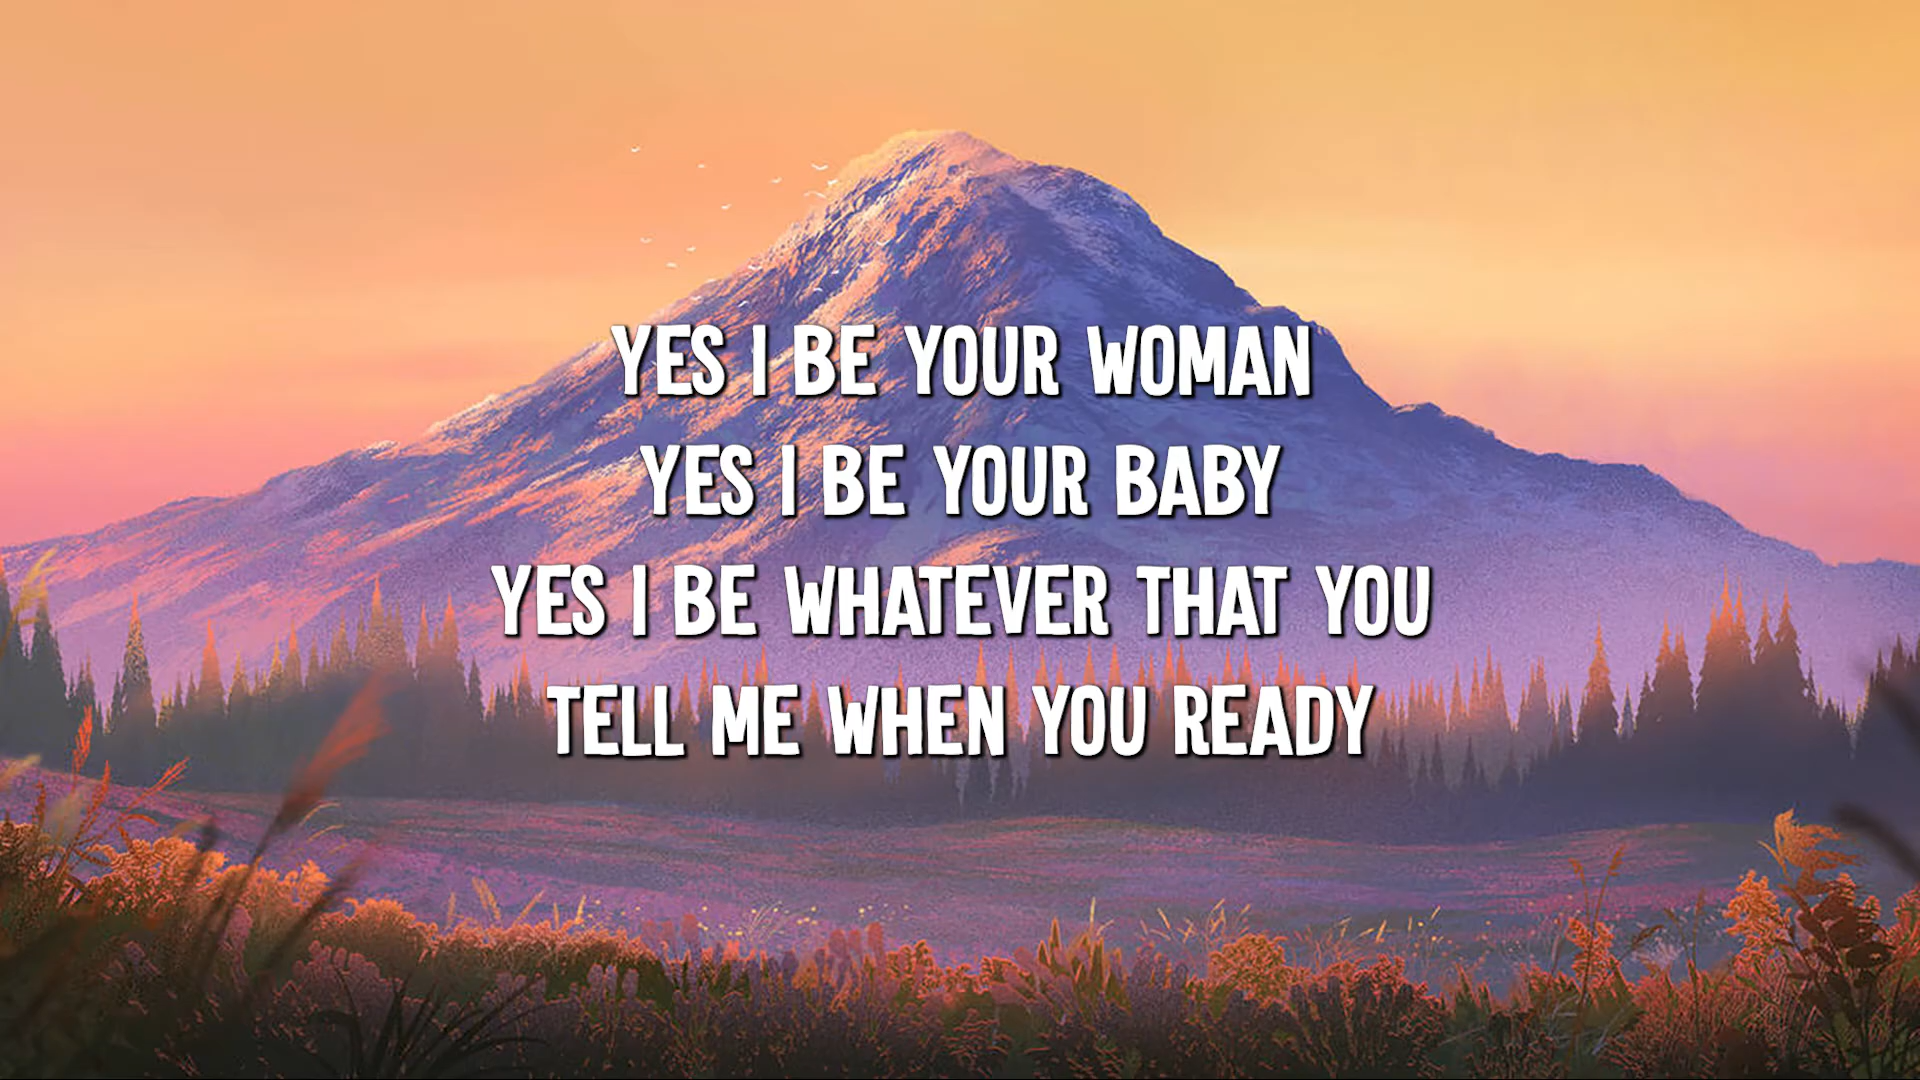 YES I BE YOUR WOMAN
YES I BE YOUR BABY
YES I BE WHATEVER THAT YOU
TELL ME WHEN YOU READY